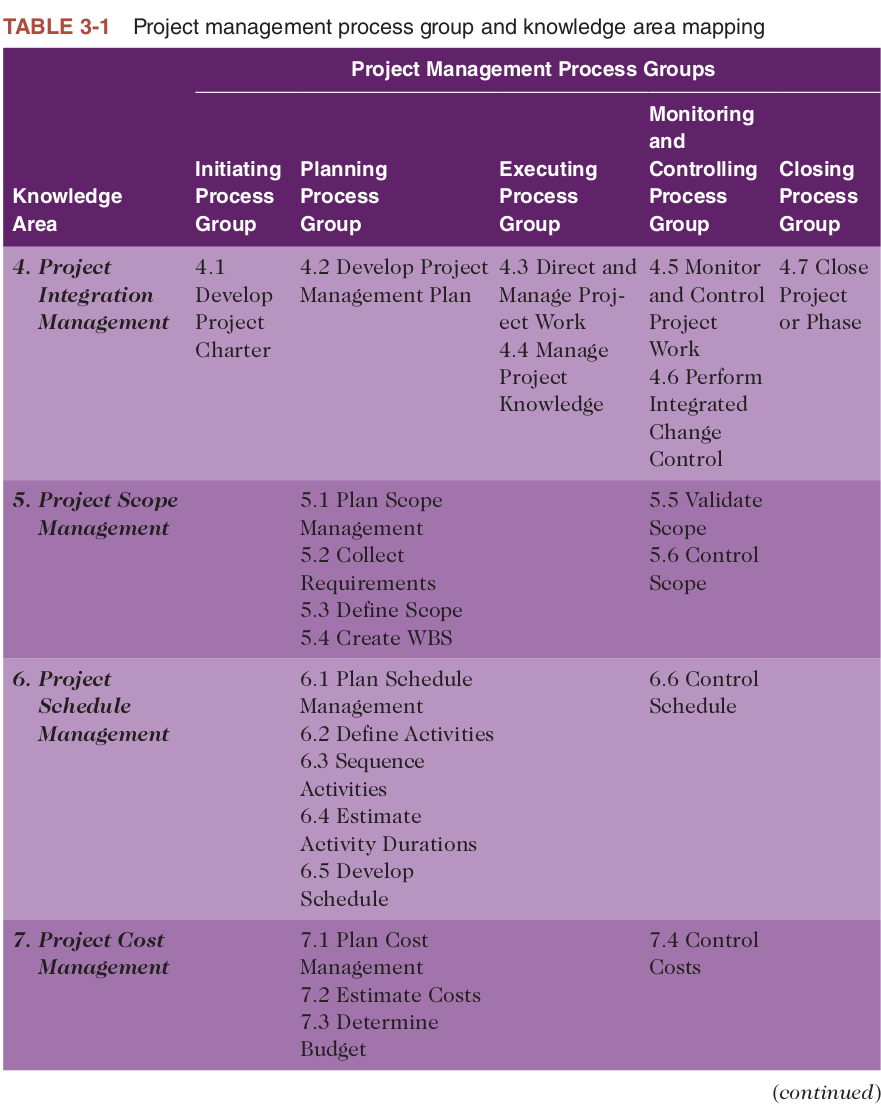 TABLE 3-1 Project management process group and knowledge area mapping
Project Management Process Groups
Knowledge
Area
Initiating
Process
Group
Planning
Process
Group
Executing
Process
Group
Monitoring
and
Controlling
Process
Group
Closing
Process
Group
4. Project
Integration
Management
4.1
Develop
Project
Charter
4.2 Develop Project
Management Plan
4.3 Direct and
Manage Proj-
ect Work
4.4 Manage
Project
Knowledge
4.5 Monitor
and Control
Project
Work
4.6 Perform
Integrated
Change
Control
4.7 Close
Project
or Phase
5. Project Scope
Management
5.1 Plan Scope
Management
5.2 Collect
Requirements
5.3 Define Scope
5.4 Create WBS
5.5 Validate
Scope
5.6 Control
Scope
6. Project
Schedule
Management
6.1 Plan Schedule
Management
6.2 Define Activities
6.3 Sequence
Activities
6.4 Estimate
Activity Durations
6.5 Develop
Schedule
6.6 Control
Schedule
7. Project Cost
Management
7.1 Plan Cost
Management
7.2 Estimate Costs
7.3 Determine
Budget
7.4 Control
Costs
(continued)